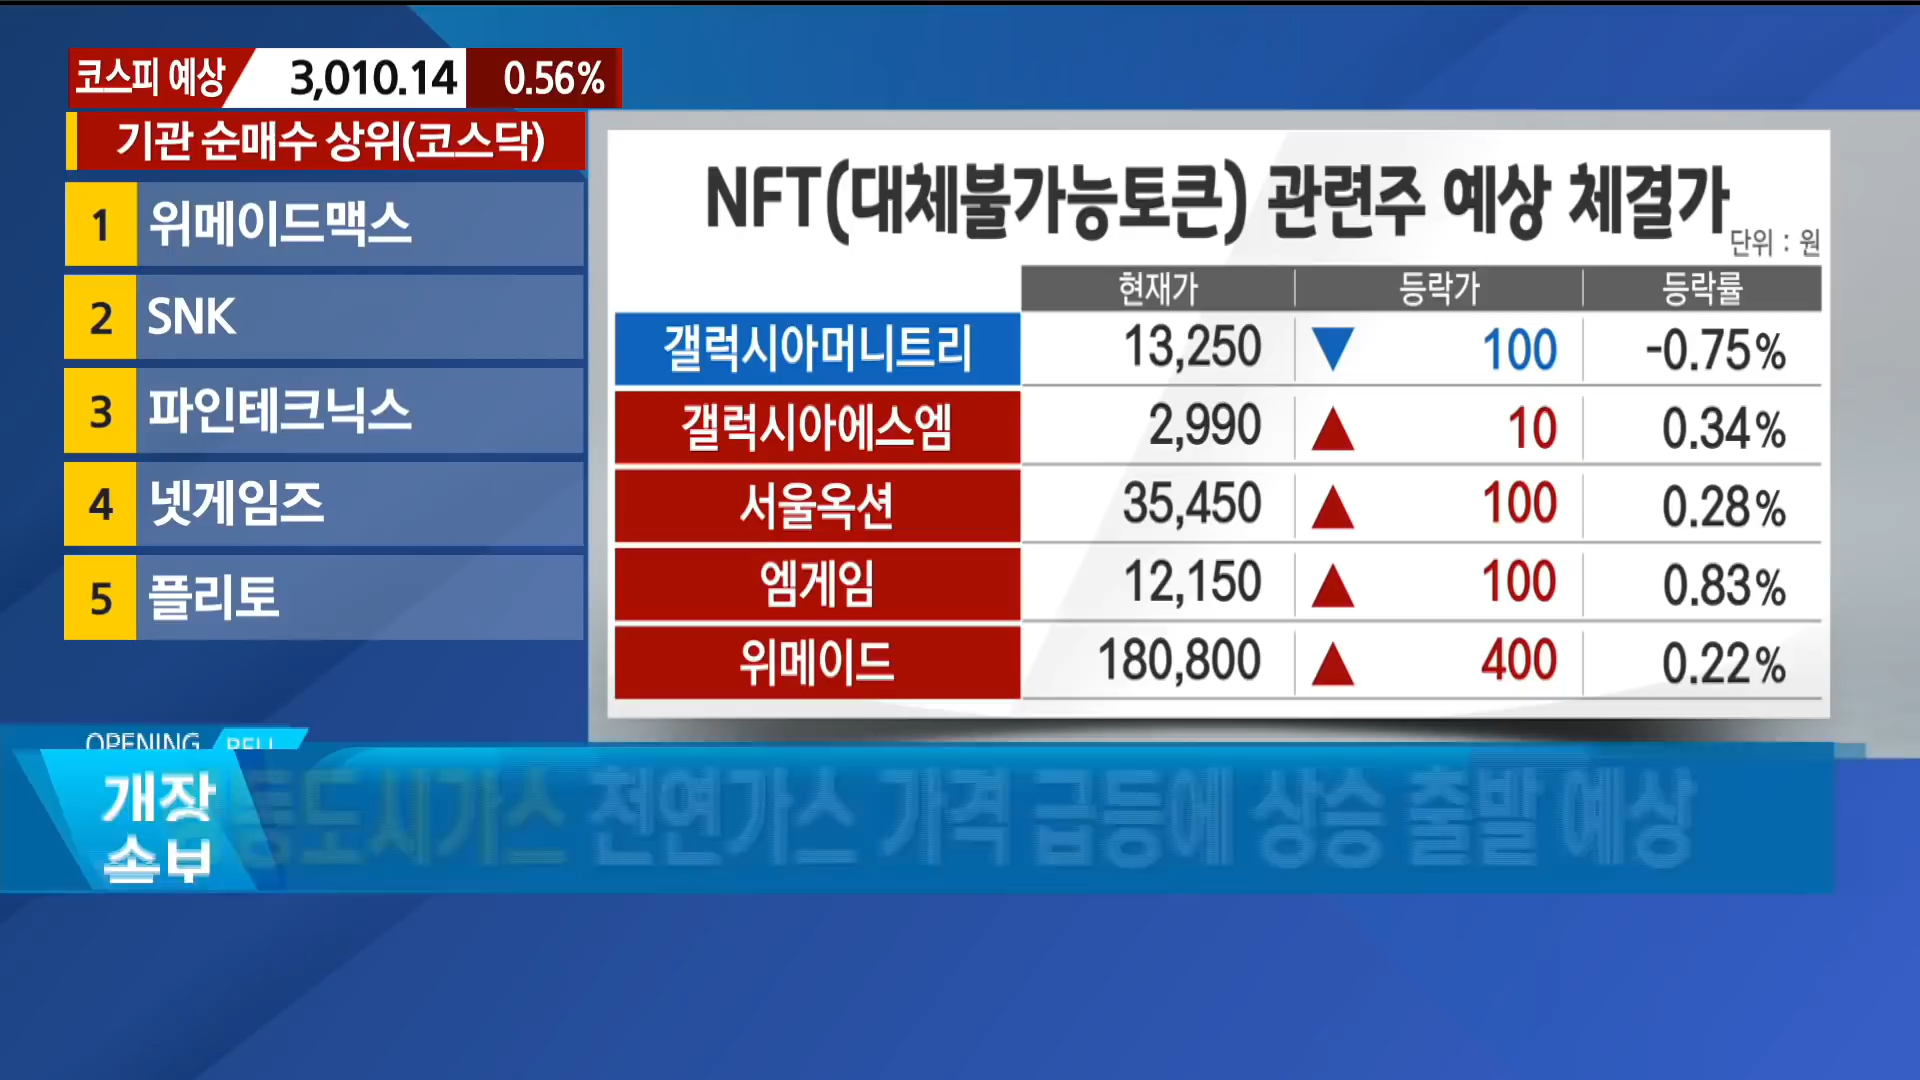 코스피 예상 3,010.14 0.56%
기관 순매수 상위(코스닥)
1 위메이드맥스
2 SNK
3 파인테크닉스
4 넷게임즈
5 플리토
NFT(대체불가능토큰) 관련주 예상 체결가
단위 : 원
현재가 등락가 등락률
갤럭시아머니트리 13,250 ▼ 100 -0.75%
갤럭시아에스엠 2,990 ▲ 10 0.34%
서울옥션 35,450 ▲ 100 0.28%
엠게임 12,150 ▲ 100 0.83%
위메이드 180,800 ▲ 400 0.22%
OPENING BELL
개장
속보
천연가스 가격 급등에 상승 출발 예상